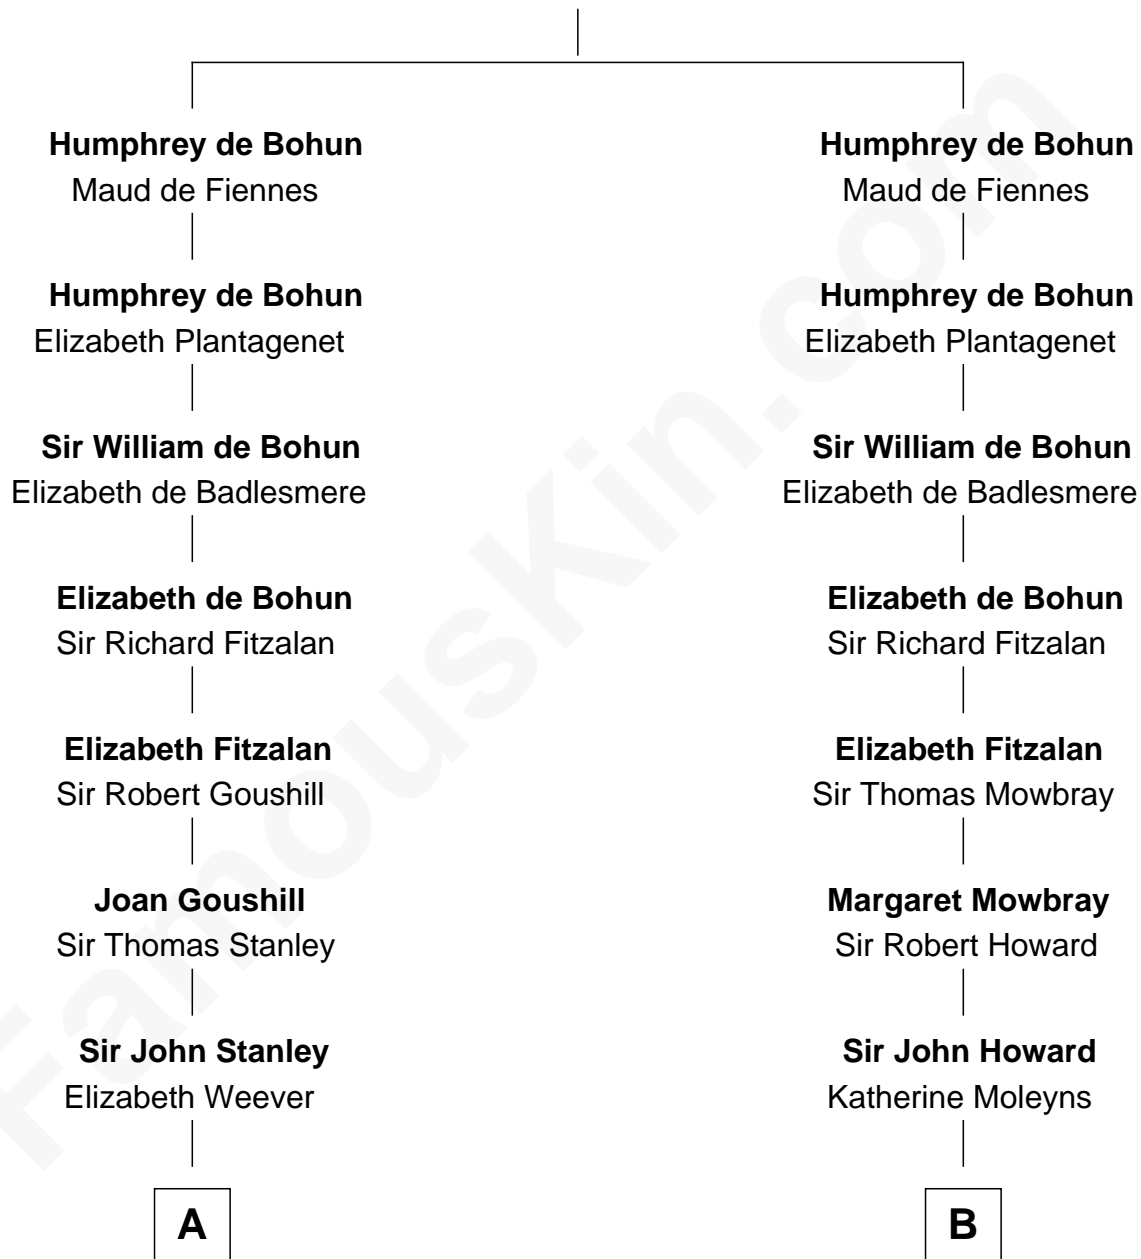 Humphrey de Bohun
Maud de Fiennes
Humphrey de Bohun
Elizabeth Plantagenet
Sir William de Bohun
Elizabeth de Badlesmere
Elizabeth de Bohun
Sir Richard Fitzalan
Elizabeth Fitzalan
Sir Robert Goushill
Joan Goushill
Sir Thomas Stanley
Sir John Stanley
Elizabeth Weever
A
Humphrey de Bohun
Maud de Fiennes
Humphrey de Bohun
Elizabeth Plantagenet
Sir William de Bohun
Elizabeth de Badlesmere
Elizabeth de Bohun
Sir Richard Fitzalan
Elizabeth Fitzalan
Sir Thomas Mowbray
Margaret Mowbray
Sir Robert Howard
Sir John Howard
Katherine Moleyns
B
FamousKin.com